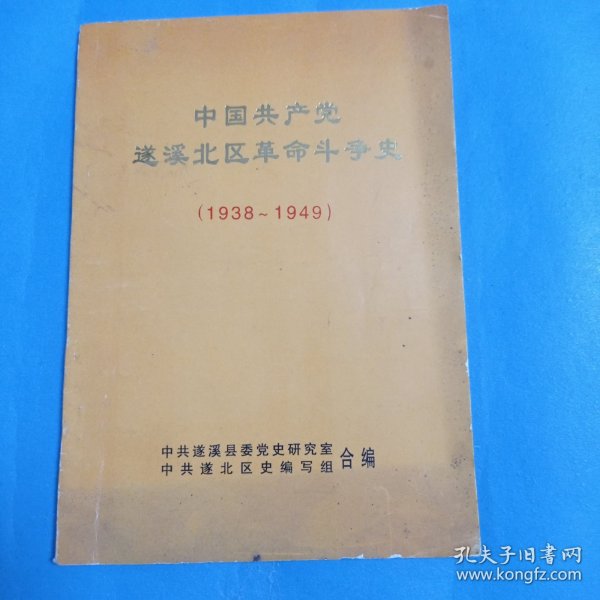 中国共产党
遂溪北区革命斗争史
(1938~1949)
中共遂溪县委党史研究室
中共遂北区史编写组 合编
孔夫子旧书网
www.kongfz.com